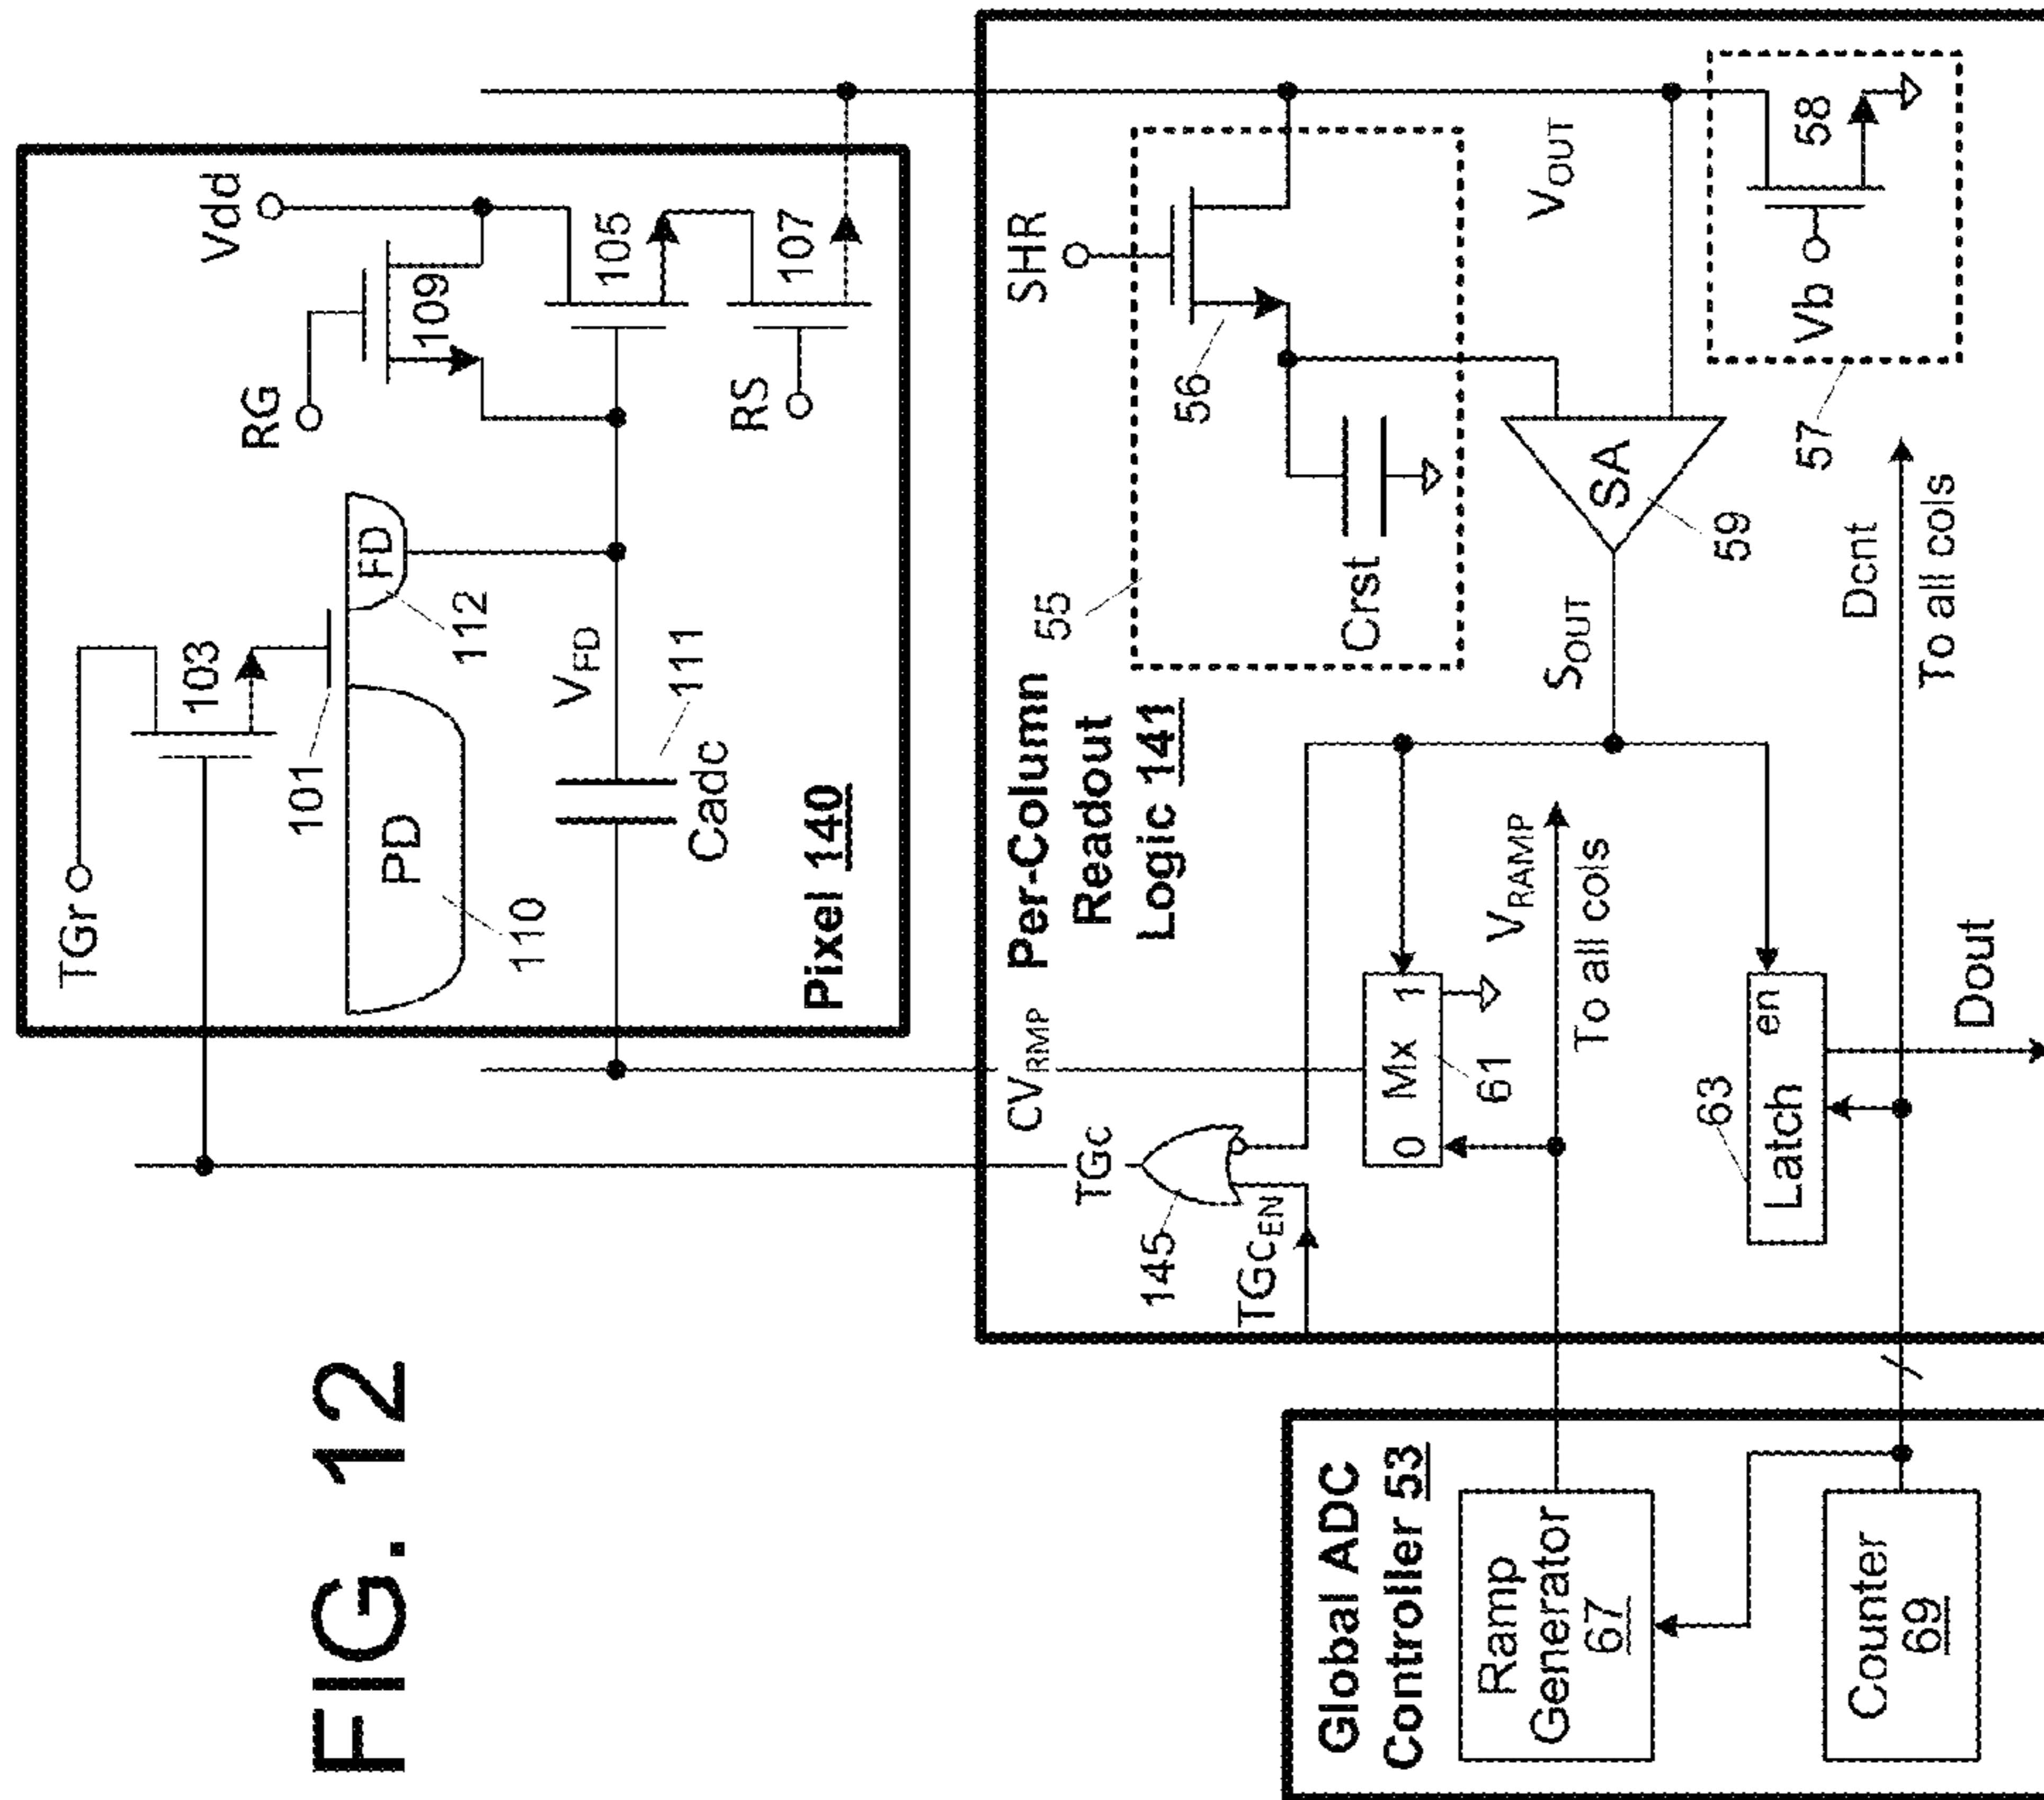 FIG. 12
TGr
103
101
PD
110
FD
112
RG
109
Vdd
105
RS
107
VFD
111
Cadc
Pixel 140
TGc
CVRMP
Per-Column
Readout
Logic 141
55
SHR
56
Crst
VOUT
145
TGcEN
0 Mx 1
61
SOUT
SA
59
57
Vb
58
VRAMP
To all cols
63
Latch
en
Dcnt
To all cols
Dout
Global ADC
Controller 53
Ramp
Generator
67
Counter
69